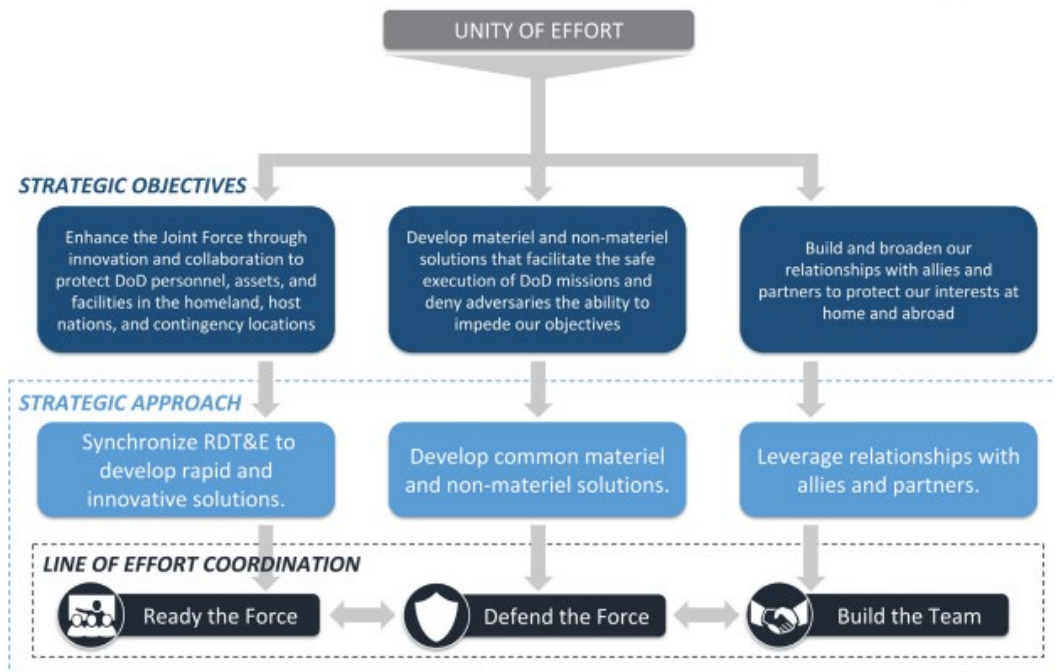 UNITY OF EFFORT
STRATEGIC OBJECTIVES
Enhance the Joint Force through
innovation and collaboration to
protect DoD personnel, assets, and
facilities in the homeland, host
nations, and contingency locations
Develop materiel and non-materiel
solutions that facilitate the safe
execution of DoD missions and
deny adversaries the ability to
impede our objectives
Build and broaden our
relationships with allies and
partners to protect our interests at
home and abroad
STRATEGIC APPROACH
Synchronize RDT&E to
develop rapid and
innovative solutions.
Develop common materiel
and non-materiel solutions.
Leverage relationships with
allies and partners.
LINE OF EFFORT COORDINATION
Ready the Force
Defend the Force
Build the Team